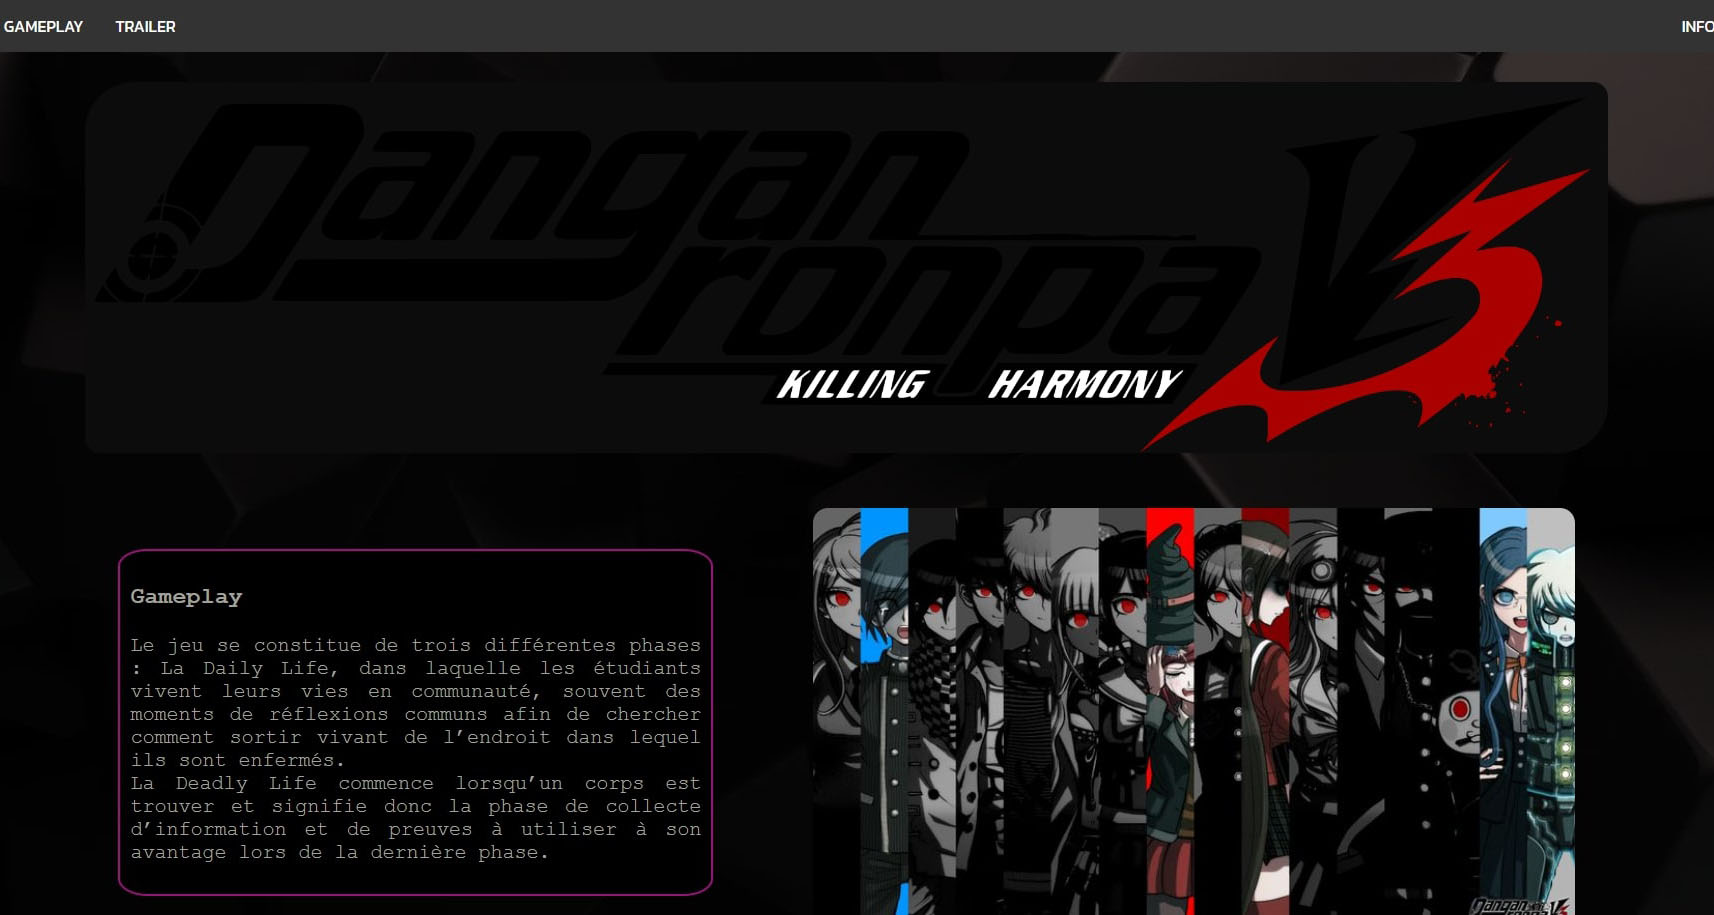 GAMEPLAY TRAILER INFO
Dangan
ronpa V3
KILLING HARMONY
Gameplay
Le jeu se constitue de trois différentes phases
: La Daily Life, dans laquelle les étudiants
vivent leurs vies en communauté, souvent des
moments de réflexions communs afin de chercher
comment sortir vivant de l’endroit dans lequel
ils sont enfermés.
La Deadly Life commence lorsqu’un corps est
trouver et signifie donc la phase de collecte
d’information et de preuves à utiliser à son
avantage lors de la dernière phase.
Dangan